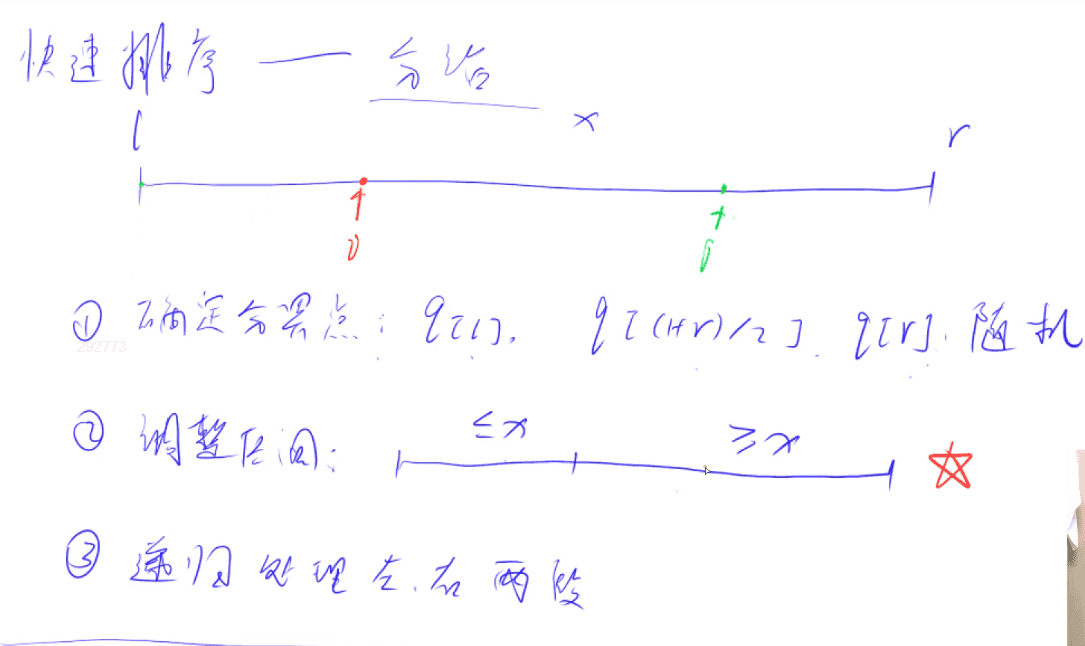 快速排序 —— 分治
l x r
① 确定分界点: q[l], q[(l+r)/2], q[r], 随机
292773
② 调整区间: ≤x ≥x
③ 递归处理左、右两段